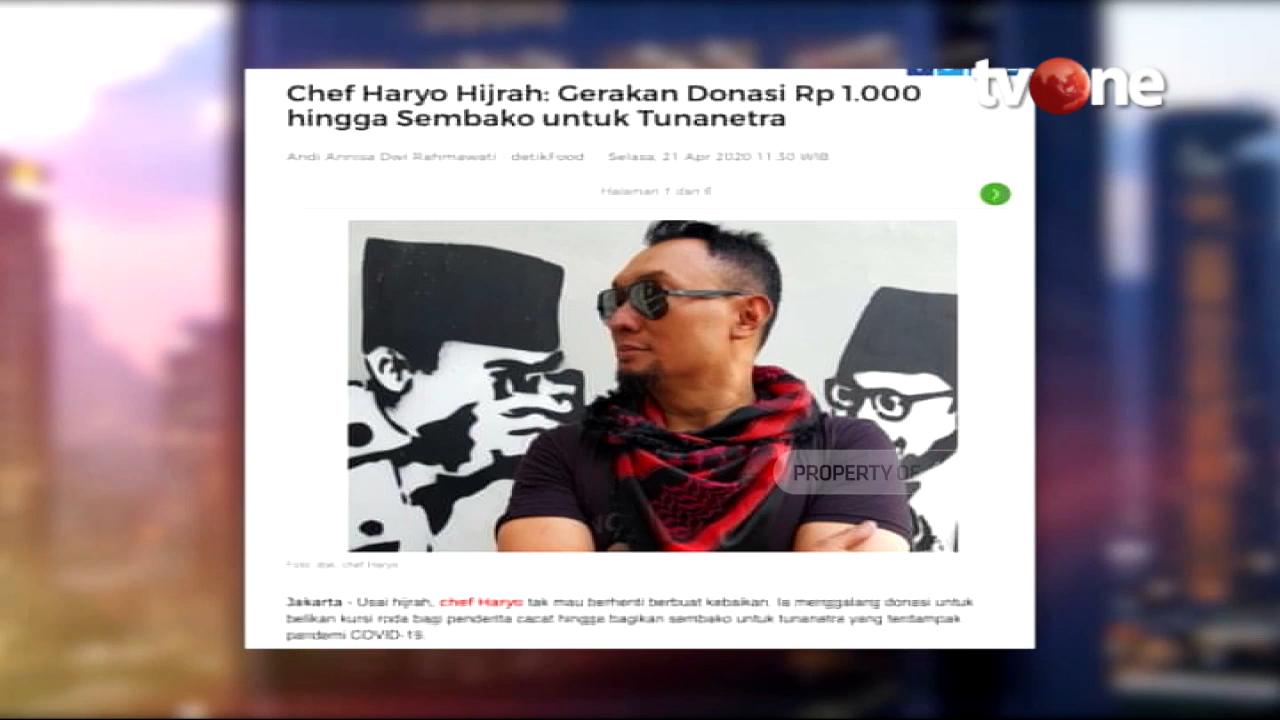 tvOne
Chef Haryo Hijrah: Gerakan Donasi Rp 1.000
hingga Sembako untuk Tunanetra
Andi Annisa Dwi Rahmawati - detikFood Selasa, 21 Apr 2020 11:30 WIB
Halaman 1 dari 6
PROPERTY OF
Foto: dok. chef Haryo
Jakarta - Usai hijrah, chef Haryo tak mau berhenti berbuat kebaikan. Ia menggalang donasi untuk
belikan kursi roda bagi penderita cacat hingga bagikan sembako untuk tunanetra yang terdampak
pandemi COVID-19.